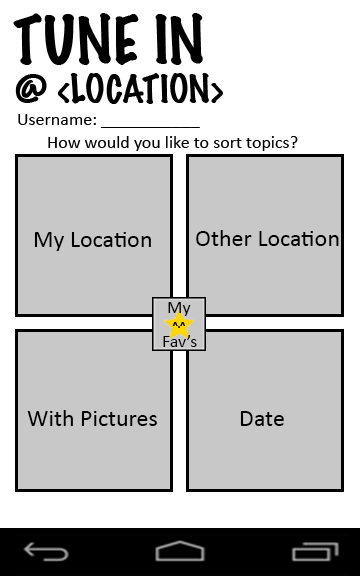 TUNE IN
@ <LOCATION>
Username: ___________
How would you like to sort topics?
My Location
Other Location
My
Fav's
With Pictures
Date